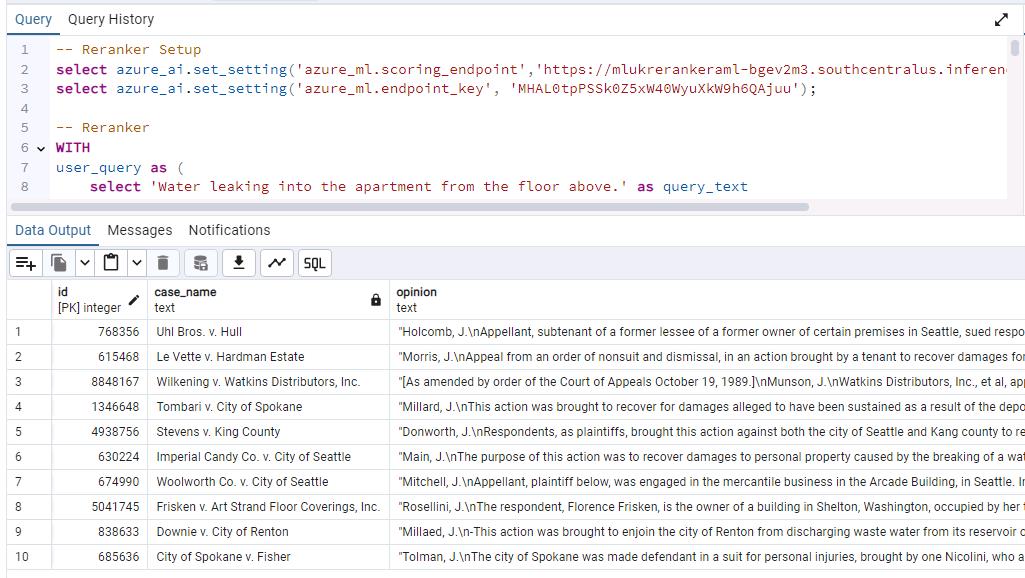 Query Query History
1 -- Reranker Setup
2 select azure_ai.set_setting('azure_ml.scoring_endpoint','https://mlukrerankeraml-bgev2m3.southcentralus.inferen
3 select azure_ai.set_setting('azure_ml.endpoint_key', 'MHAL0tpPSSk0Z5xW40WyuXkW9h6QAjuu');
4
5 -- Reranker
6 WITH
7 user_query as (
8 select 'Water leaking into the apartment from the floor above.' as query_text
Data Output Messages Notifications
SQL
id case_name opinion
[PK] integer text text
1 768356 Uhl Bros. v. Hull "Holcomb, J.\nAppellant, subtenant of a former lessee of a former owner of certain premises in Seattle, sued respo
2 615468 Le Vette v. Hardman Estate "Morris, J.\nAppeal from an order of nonsuit and dismissal, in an action brought by a tenant to recover damages for
3 8848167 Wilkening v. Watkins Distributors, Inc. "[As amended by order of the Court of Appeals October 19, 1989.]\nMunson, J.\nWatkins Distributors, Inc., et al, app
4 1346648 Tombari v. City of Spokane "Millard, J.\nThis action was brought to recover for damages alleged to have been sustained as a result of the depo
5 4938756 Stevens v. King County "Donworth, J.\nRespondents, as plaintiffs, brought this action against both the city of Seattle and Kang county to re
6 630224 Imperial Candy Co. v. City of Seattle "Main, J.\nThe purpose of this action was to recover damages to personal property caused by the breaking of a wat
7 674990 Woolworth Co. v. City of Seattle "Mitchell, J.\nAppellant, plaintiff below, was engaged in the mercantile business in the Arcade Building, in Seattle. In
8 5041745 Frisken v. Art Strand Floor Coverings, Inc. "Rosellini, J.\nThe respondent, Florence Frisken, is the owner of a building in Shelton, Washington, occupied by her t
9 838633 Downie v. City of Renton "Millaed, J.\n-This action was brought to enjoin the city of Renton from discharging waste water from its reservoir o
10 685636 City of Spokane v. Fisher "Tolman, J.\nThe city of Spokane was made defendant in a suit for personal injuries, brought by one Nicolini, who a